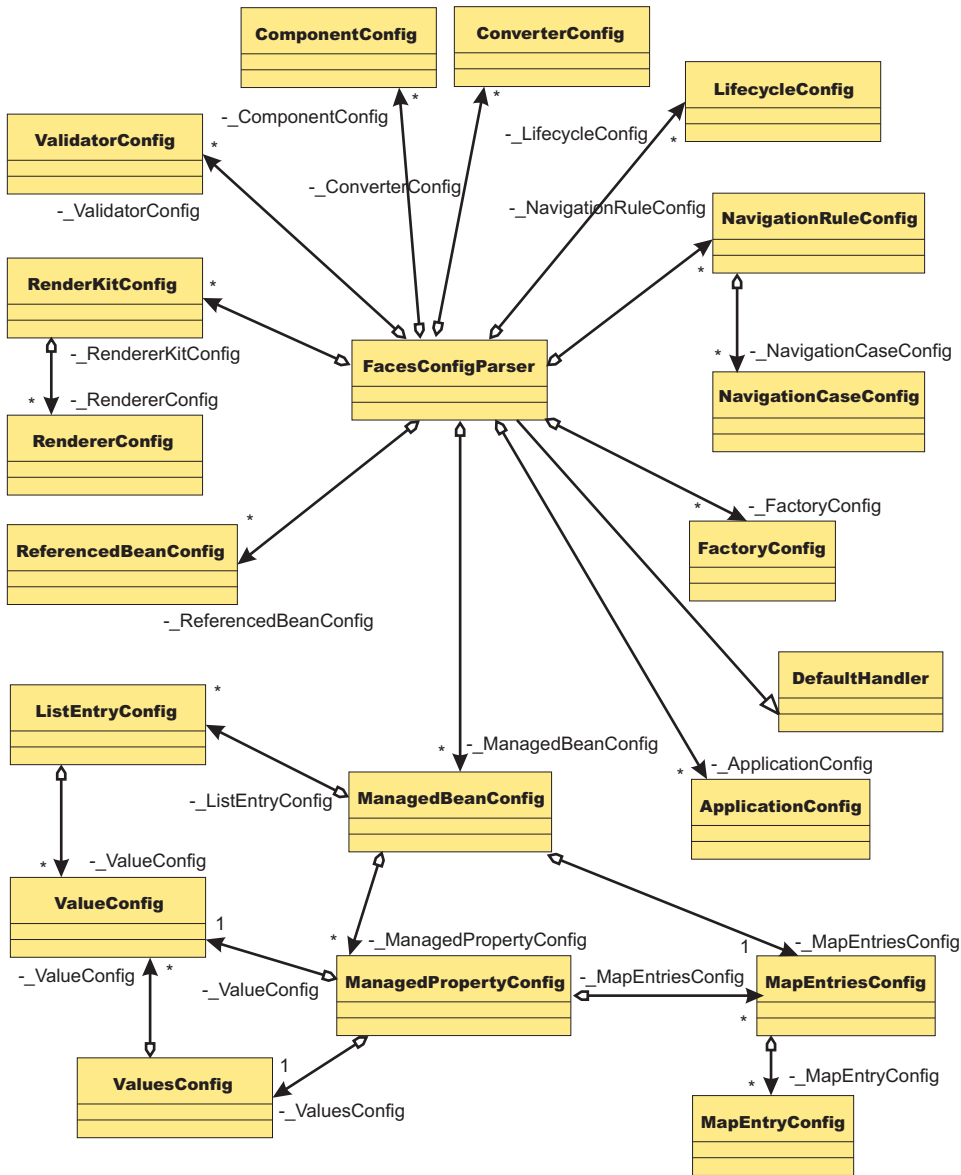 ComponentConfig
ConverterConfig
LifecycleConfig
*
*
-_ComponentConfig
-_LifecycleConfig
*
ValidatorConfig
*
-_ConverterConfig
-_ValidatorConfig
-_NavigationRuleConfig
NavigationRuleConfig
*
RenderKitConfig
*
-_RendererKitConfig
FacesConfigParser
*
-_NavigationCaseConfig
*
-_RendererConfig
NavigationCaseConfig
RendererConfig
*
*
-_FactoryConfig
ReferencedBeanConfig
FactoryConfig
-_ReferencedBeanConfig
DefaultHandler
*
ListEntryConfig
*
-_ManagedBeanConfig
*
-_ApplicationConfig
-_ListEntryConfig
ManagedBeanConfig
ApplicationConfig
*
-_ValueConfig
ValueConfig
1
*
-_ManagedPropertyConfig
1
-_MapEntriesConfig
-_ValueConfig
*
-_ValueConfig
ManagedPropertyConfig
-_MapEntriesConfig
MapEntriesConfig
*
ValuesConfig
1
-_ValuesConfig
*
-_MapEntryConfig
MapEntryConfig